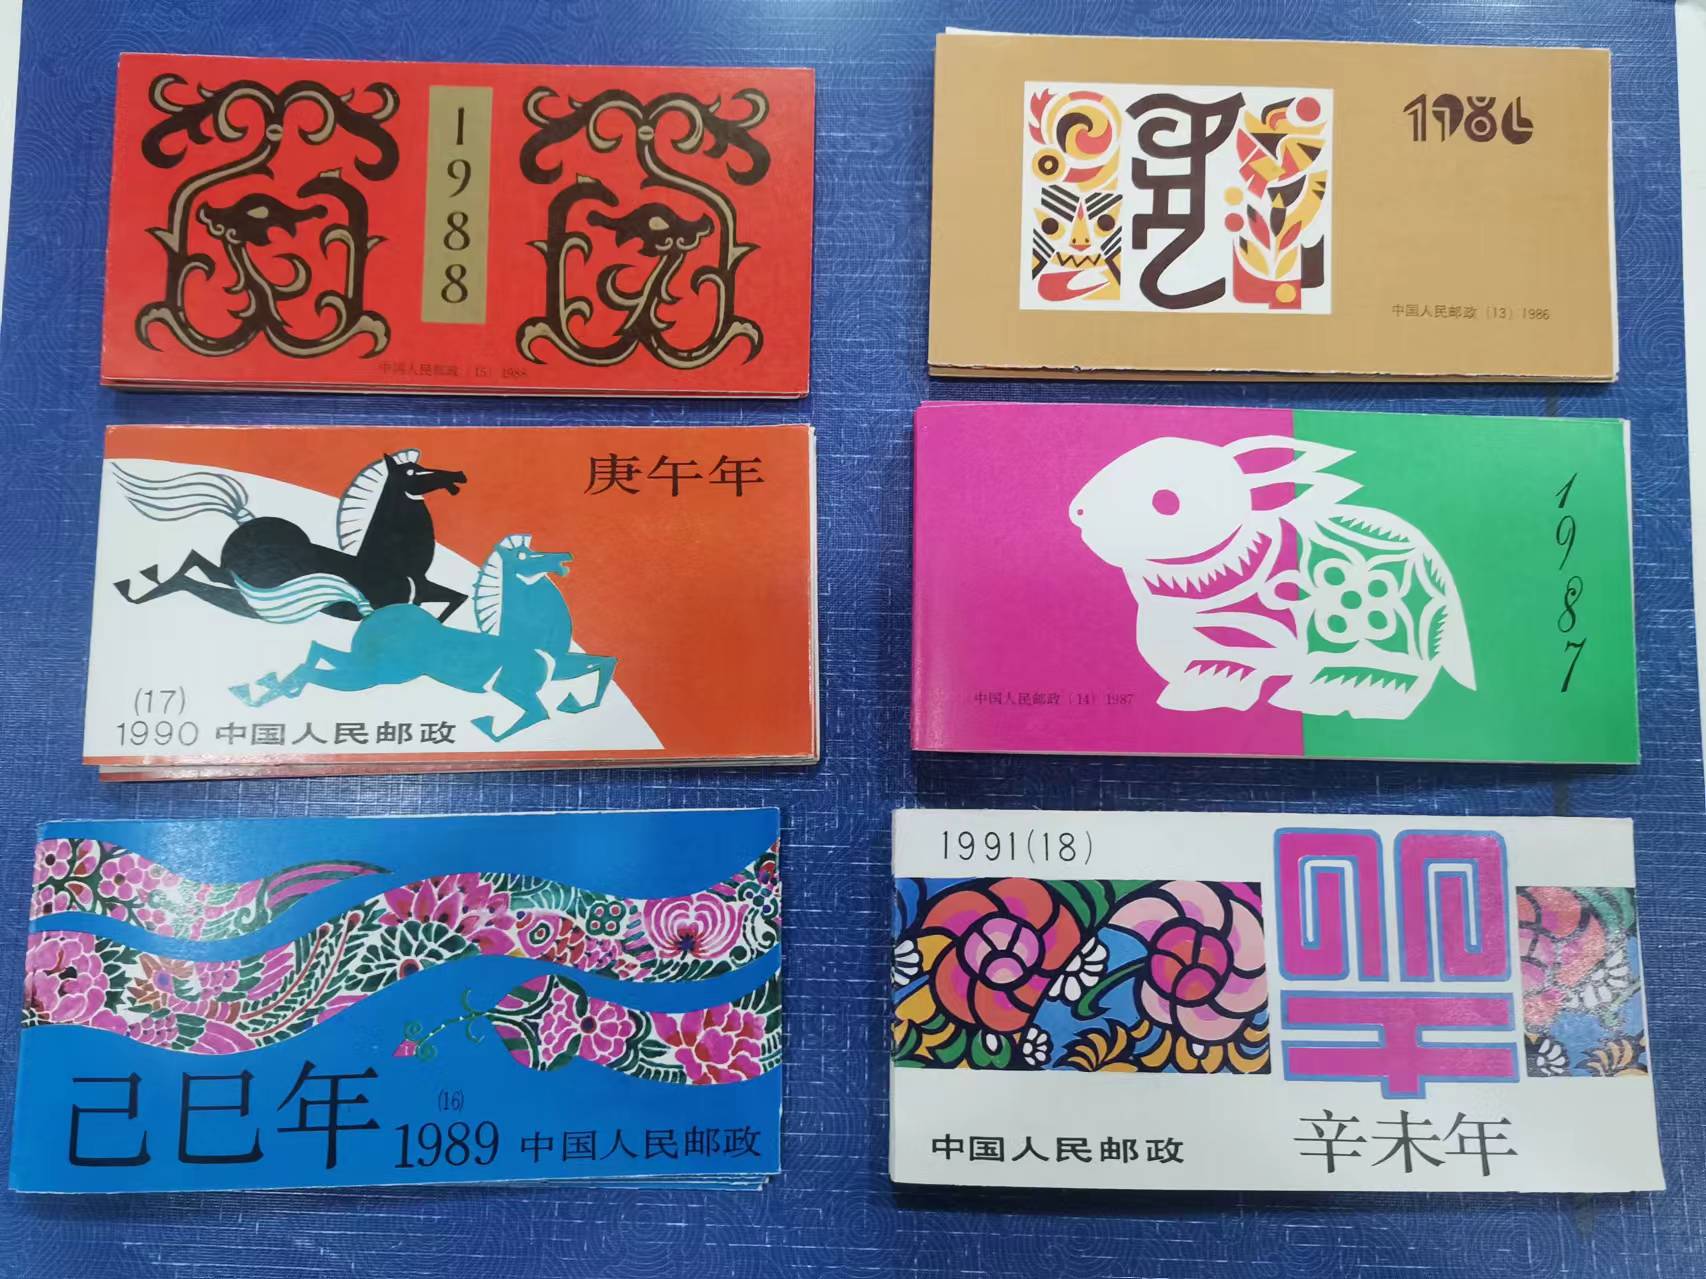 1988
中国人民邮政 (15) 1988
1986
中国人民邮政 (13) 1986
庚午年
(17)
1990 中国人民邮政
1987
中国人民邮政 (14) 1987
己巳年 (16) 1989 中国人民邮政
1991(18)
中国人民邮政
辛未年